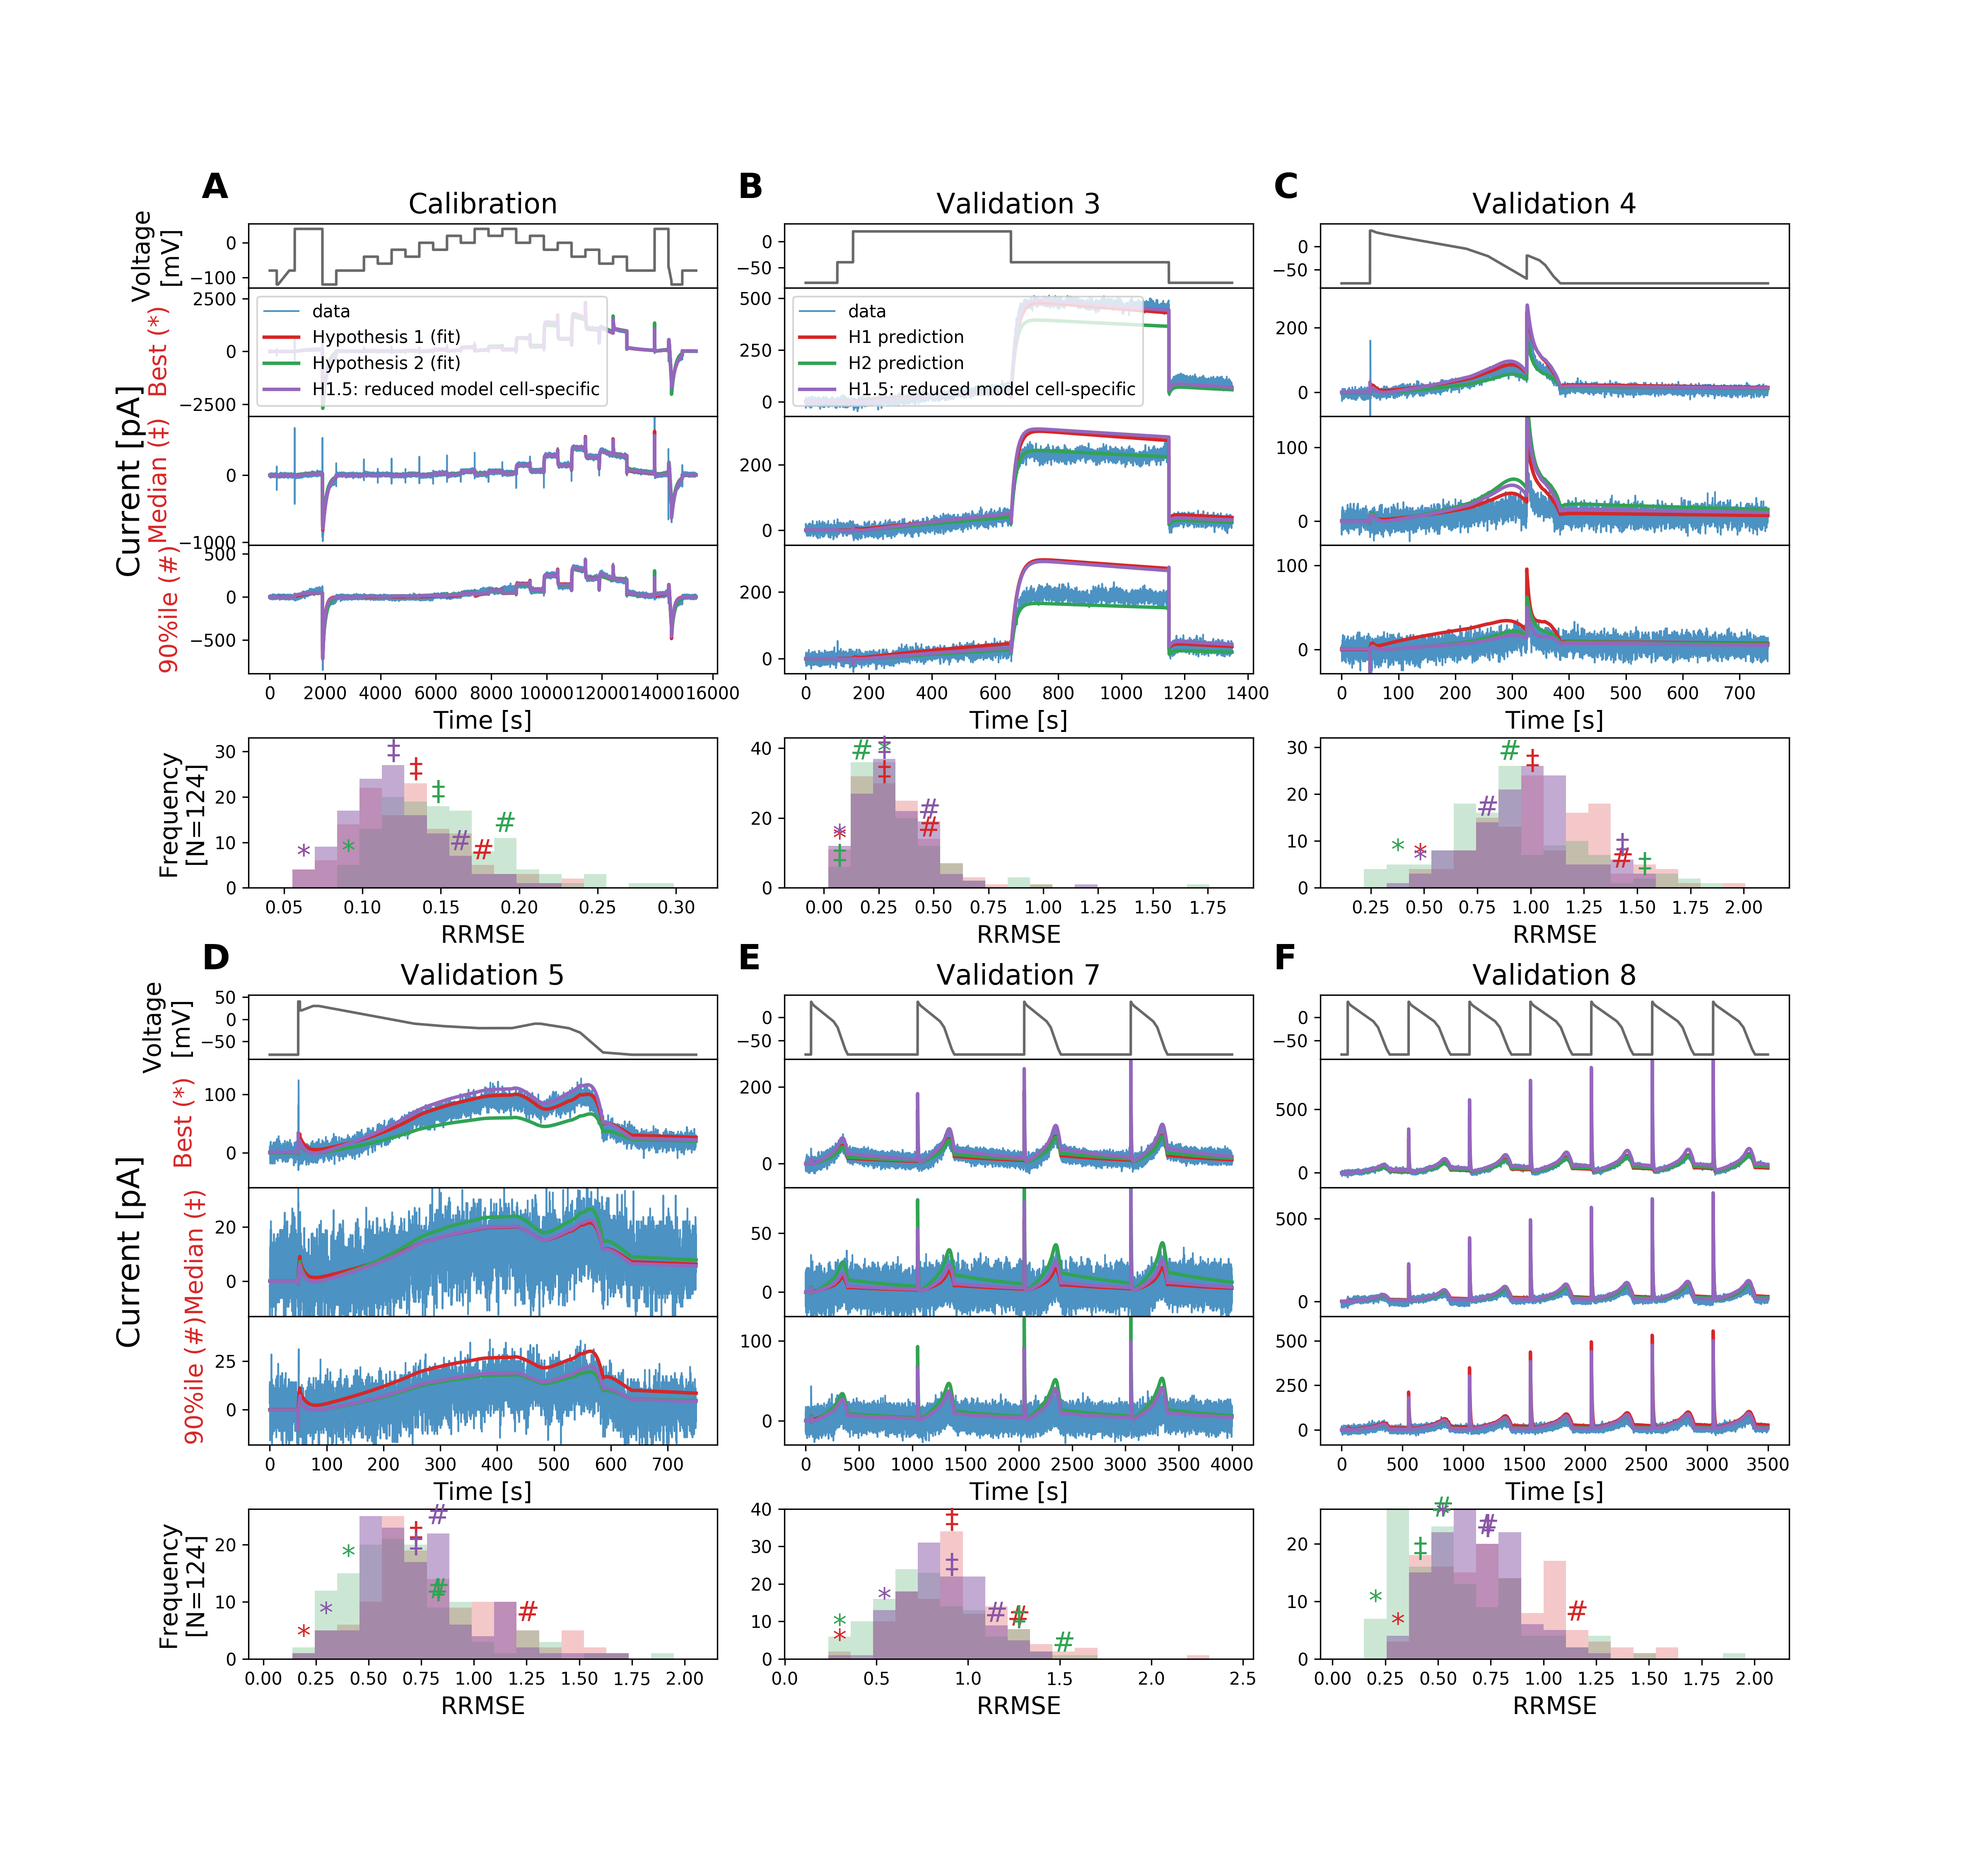 A
Calibration
B
Validation 3
C
Validation 4
Voltage
[mV]
0
−100
0
−50
0
−50
Current [pA]
Best (*)
2500
0
−2500
data
Hypothesis 1 (fit)
Hypothesis 2 (fit)
H1.5: reduced model cell-specific
500
250
0
data
H1 prediction
H2 prediction
H1.5: reduced model cell-specific
200
0
Median (‡)
0
−1000
200
0
100
0
90%ile (#)
500
0
−500
200
0
100
0
0 2000 4000 6000 8000 10000 12000 14000 16000
0 200 400 600 800 1000 1200 1400
0 100 200 300 400 500 600 700
Time [s]
Time [s]
Time [s]
Frequency
[N=124]
30
20
10
0
* * ‡ ‡ ‡ # # #
40
20
0
* * ‡ # * ‡ ‡ # #
30
20
10
0
* * * # # ‡ ‡ # ‡
0.05 0.10 0.15 0.20 0.25 0.30
0.00 0.25 0.50 0.75 1.00 1.25 1.50 1.75
0.25 0.50 0.75 1.00 1.25 1.50 1.75 2.00
RRMSE
RRMSE
RRMSE
D
Validation 5
E
Validation 7
F
Validation 8
Voltage
[mV]
50
0
−50
0
−50
0
−50
Current [pA]
Best (*)
100
0
200
0
500
0
Median (‡)
20
0
50
0
500
0
90%ile (#)
25
0
100
0
500
250
0
0 100 200 300 400 500 600 700
0 500 1000 1500 2000 2500 3000 3500 4000
0 500 1000 1500 2000 2500 3000 3500
Time [s]
Time [s]
Time [s]
Frequency
[N=124]
20
10
0
* * * ‡ ‡ # # #
40
30
20
10
0
* * * ‡ ‡ # # #
20
10
0
* * ‡ # # #
0.00 0.25 0.50 0.75 1.00 1.25 1.50 1.75 2.00
0.0 0.5 1.0 1.5 2.0 2.5
0.00 0.25 0.50 0.75 1.00 1.25 1.50 1.75 2.00
RRMSE
RRMSE
RRMSE